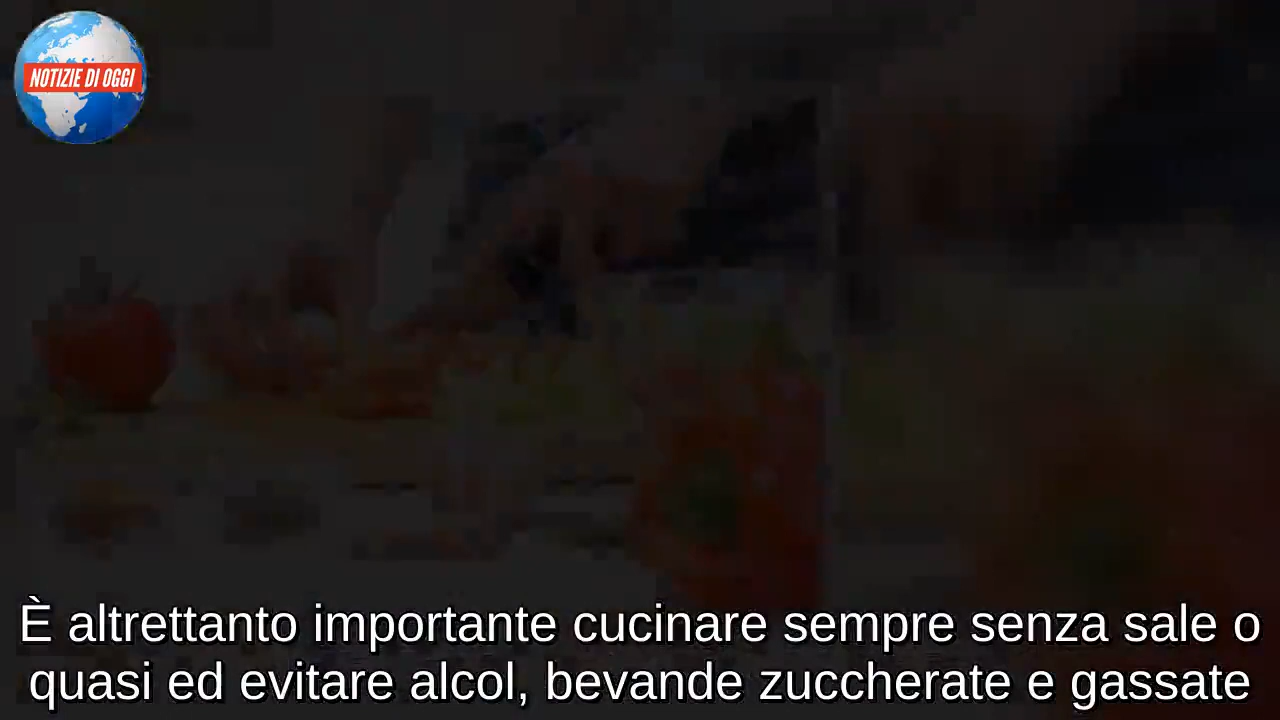 NOTIZIE DI OGGI
È altrettanto importante cucinare sempre senza sale o
quasi ed evitare alcol, bevande zuccherate e gassate